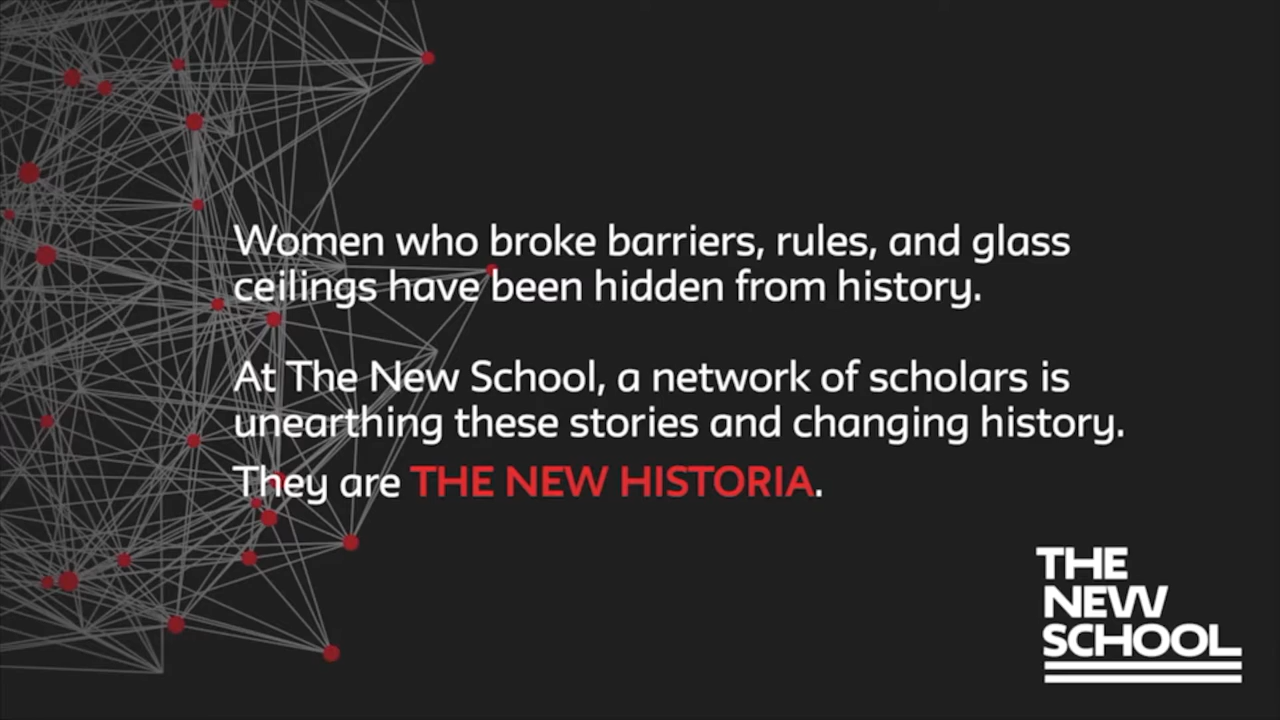 Women who broke barriers, rules, and glass
ceilings have been hidden from history.
At The New School, a network of scholars is
unearthing these stories and changing history.
They are THE NEW HISTORIA.
THE
NEW
SCHOOL